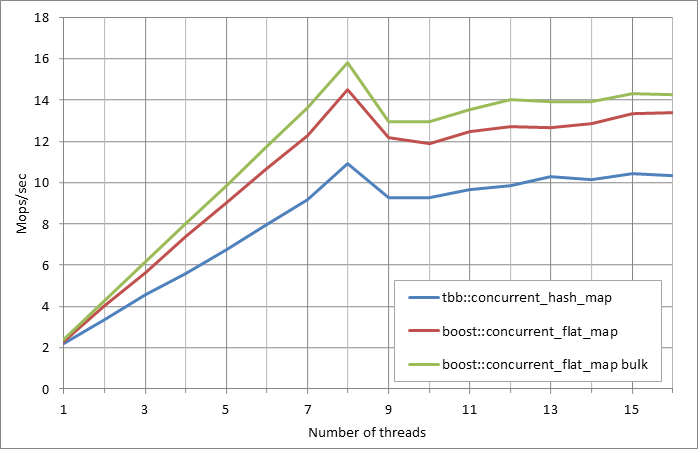 18
16
14
12
10
8
6
4
2
0
Mops/sec
1 3 5 7 9 11 13 15
Number of threads
tbb::concurrent_hash_map
boost::concurrent_flat_map
boost::concurrent_flat_map bulk